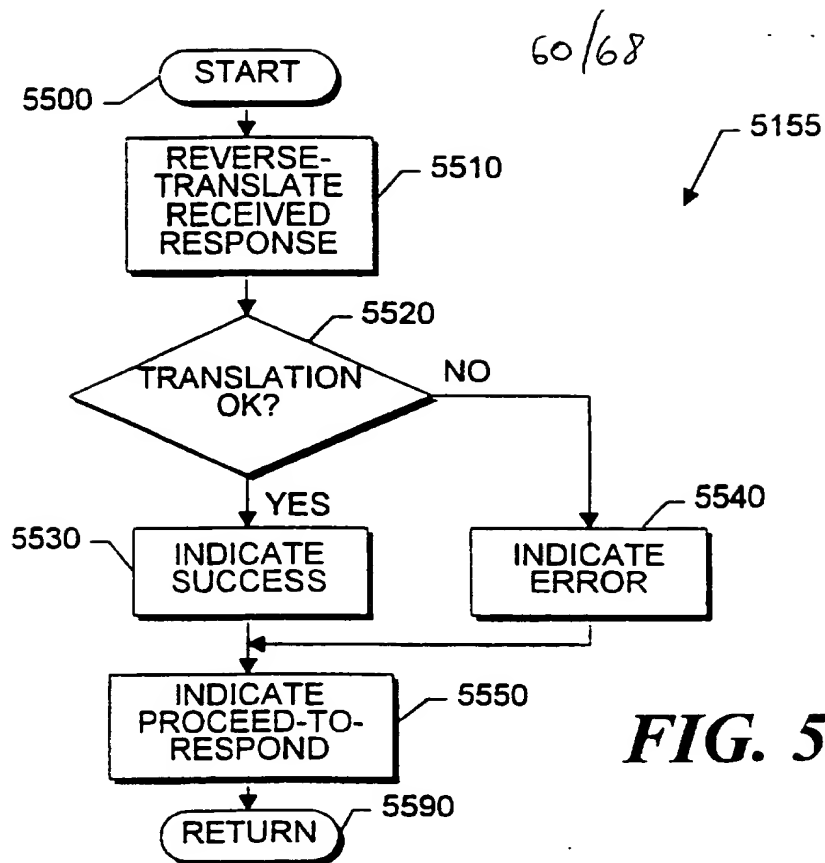 60/68
START
5500
5155
REVERSE-
TRANSLATE
RECEIVED
RESPONSE
5510
5520
TRANSLATION
OK?
NO
YES
5530
INDICATE
SUCCESS
5540
INDICATE
ERROR
INDICATE
PROCEED-TO-
RESPOND
5550
FIG. 5
RETURN
5590